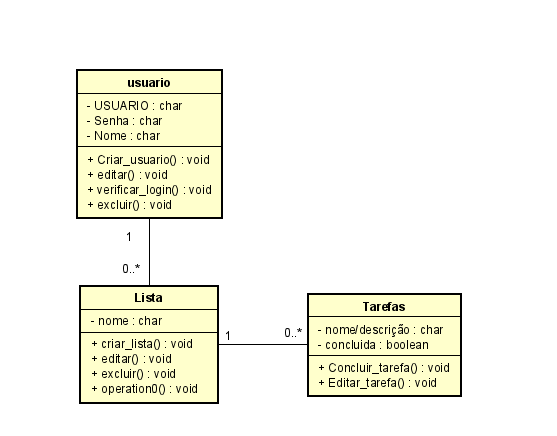 usuario
- USUARIO : char
- Senha : char
- Nome : char
+ Criar_usuario() : void
+ editar() : void
+ verificar_login() : void
+ excluir() : void
1
0..*
Lista
- nome : char
+ criar_lista() : void
+ editar() : void
+ excluir() : void
+ operation0() : void
1
0..*
Tarefas
- nome/descrição : char
- concluida : boolean
+ Concluir_tarefa() : void
+ Editar_tarefa() : void